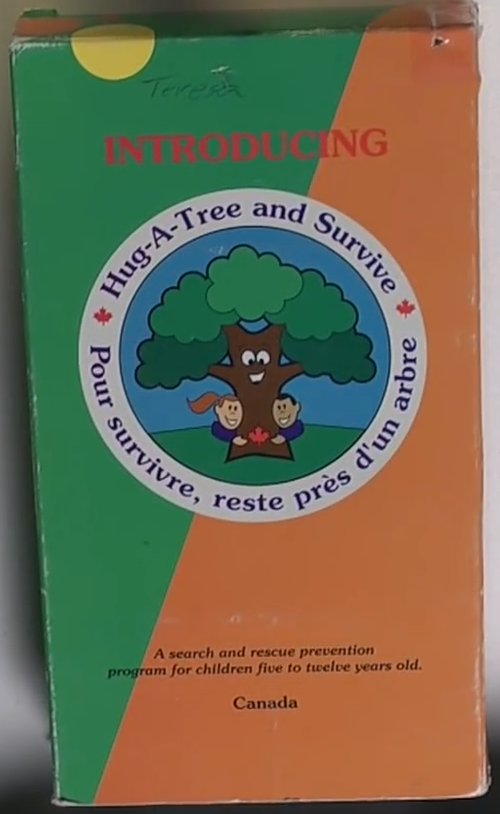 Teresa
INTRODUCING
Hug-A-Tree and Survive
Pour survivre, reste près d'un arbre
A search and rescue prevention
program for children five to twelve years old.
Canada